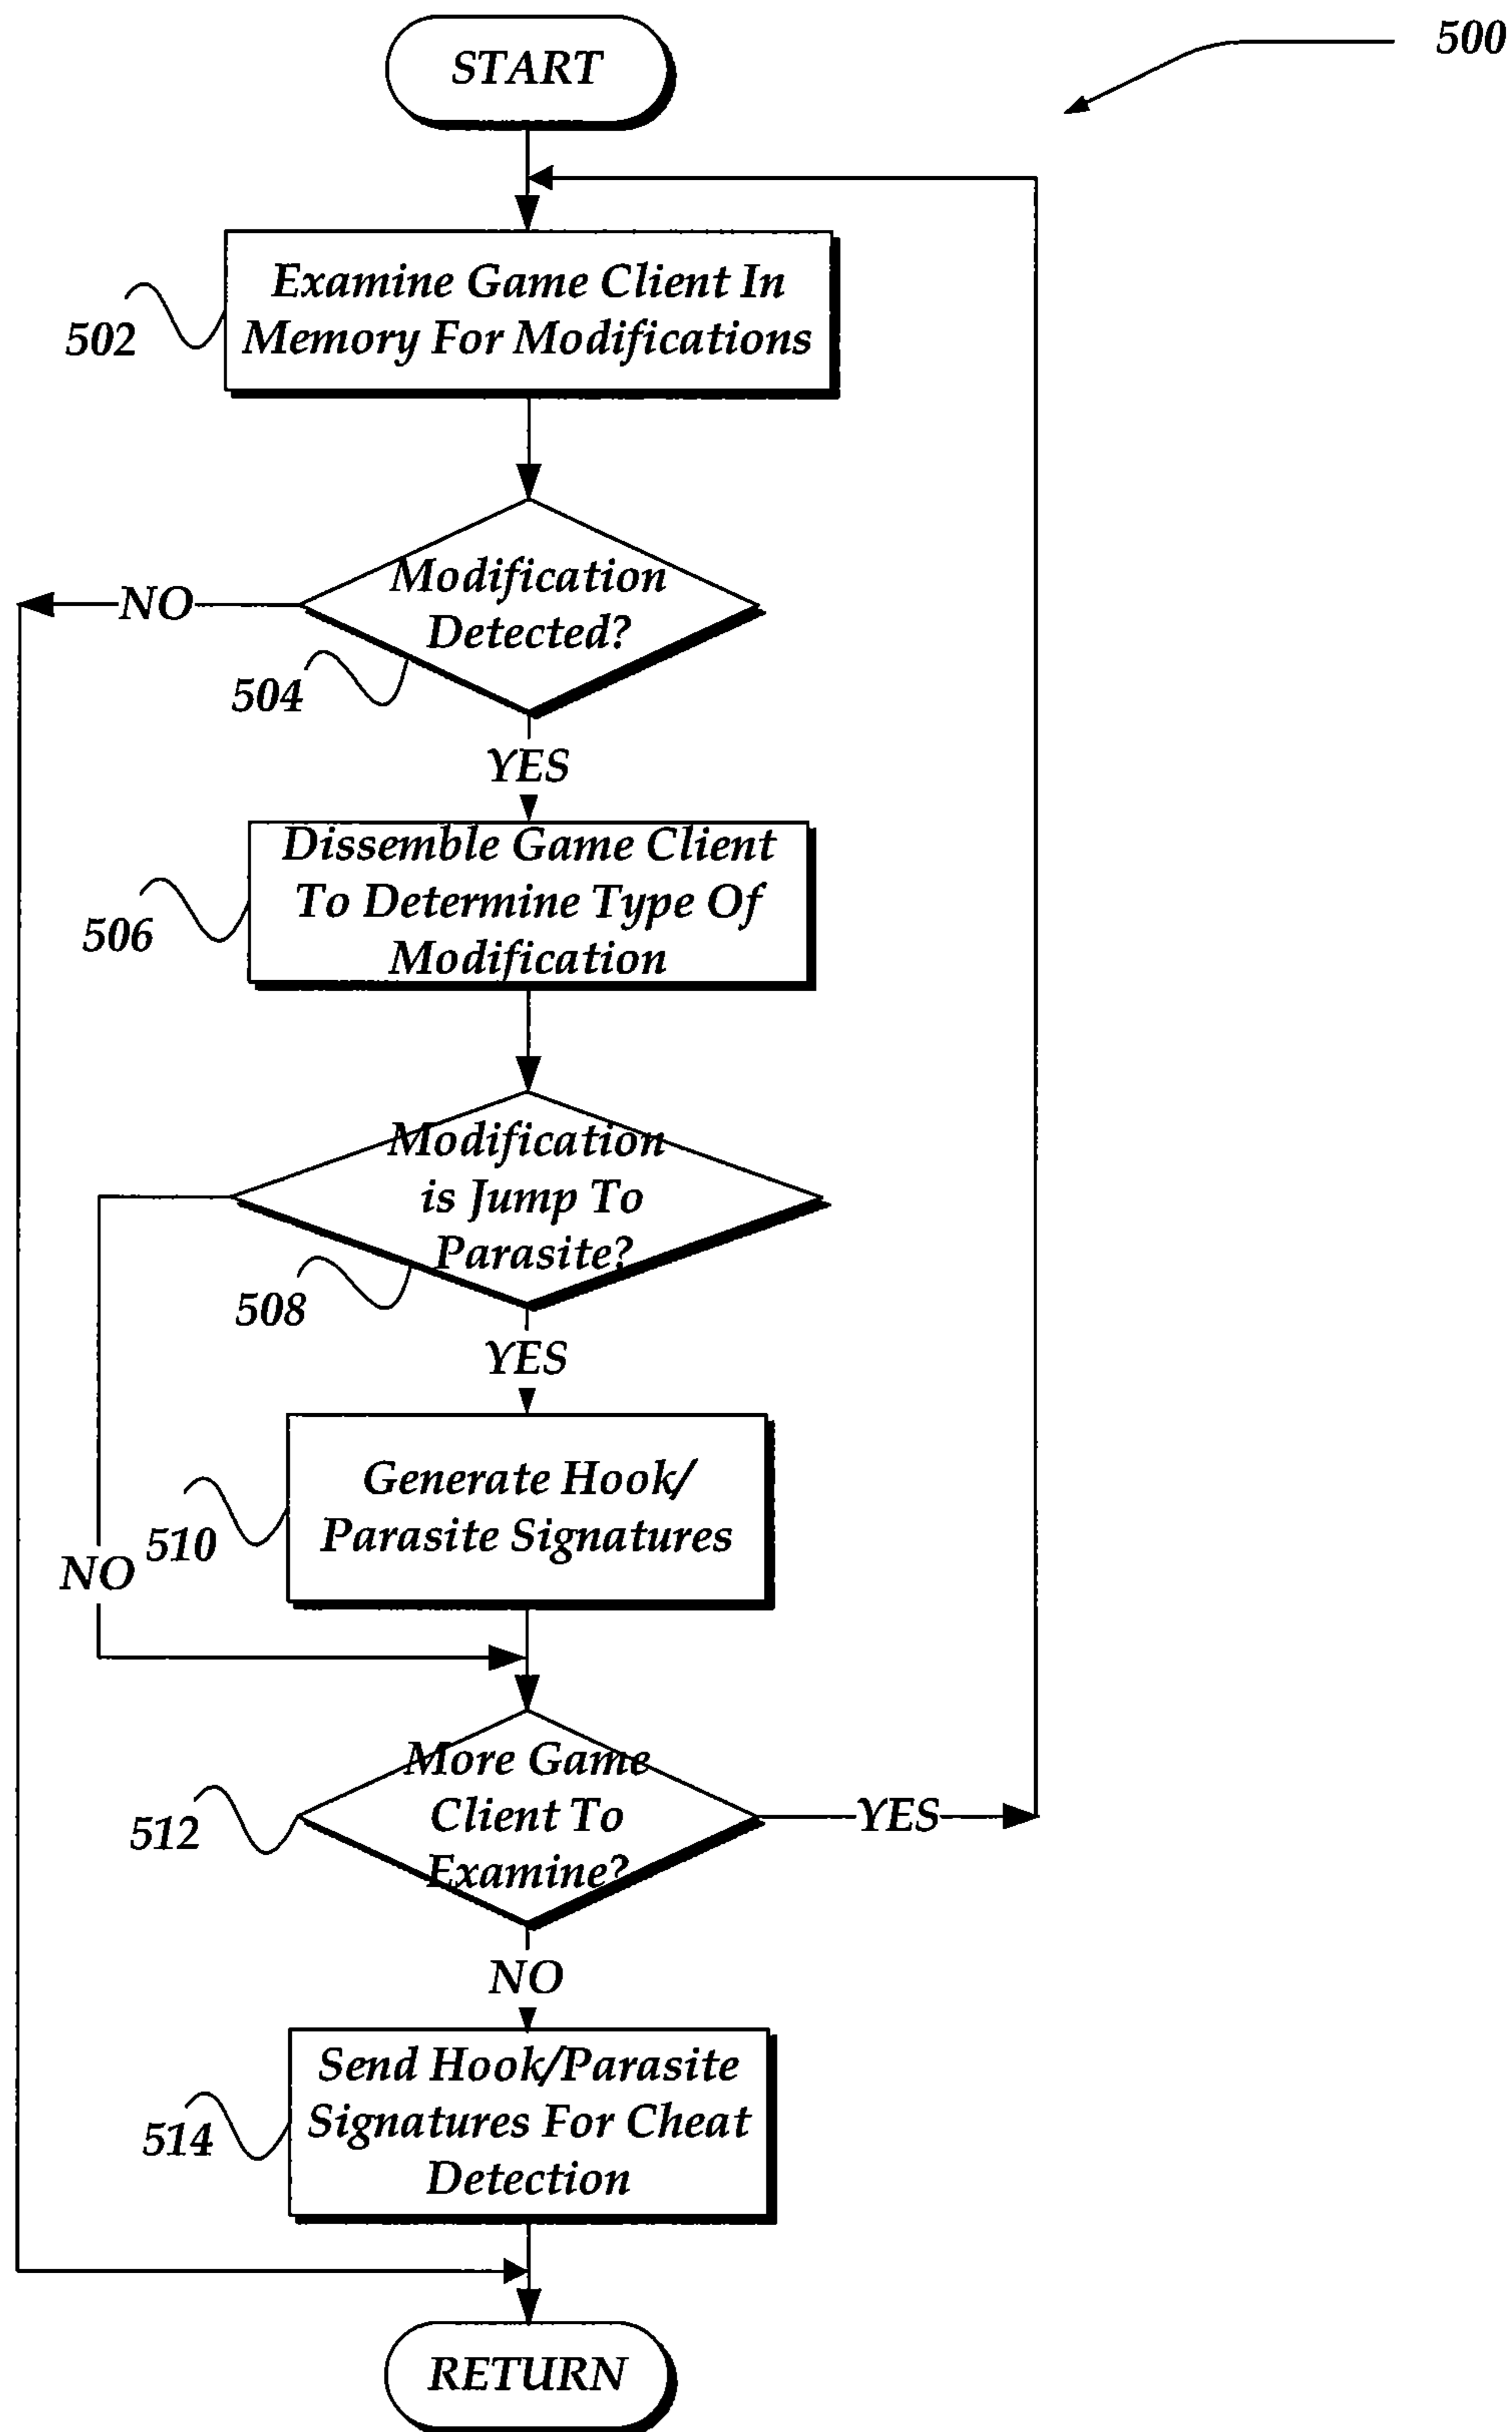 START
500
Examine Game Client In
Memory For Modifications
502
Modification
Detected?
NO
504
YES
Dissemble Game Client
To Determine Type Of
Modification
506
Modification
is Jump To
Parasite?
508
YES
Generate Hook/
Parasite Signatures
510
NO
More Game
Client To
Examine?
512
YES
NO
Send Hook/Parasite
Signatures For Cheat
Detection
514
RETURN